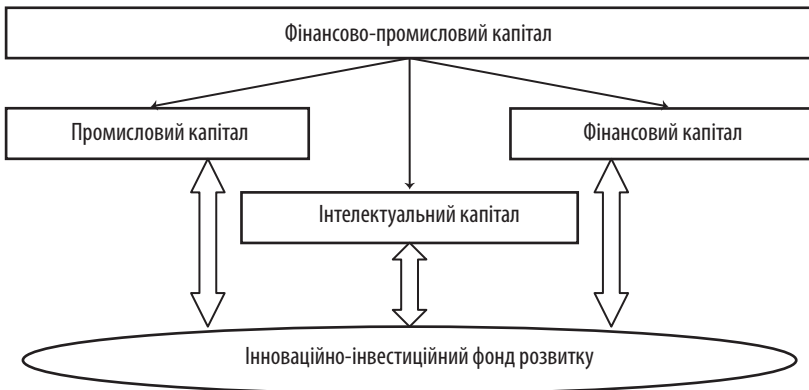 Фінансово-промисловий капітал
Промисловий капітал
Фінансовий капітал
Інтелектуальний капітал
Інноваційно-інвестиційний фонд розвитку